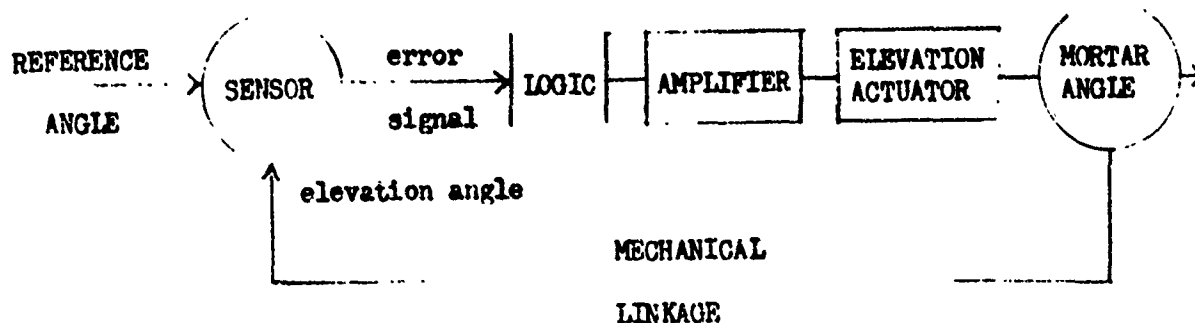 REFERENCE
ANGLE
SENSOR
error
signal
LOGIC
AMPLIFIER
ELEVATION
ACTUATOR
MORTAR
ANGLE
elevation angle
MECHANICAL
LINKAGE